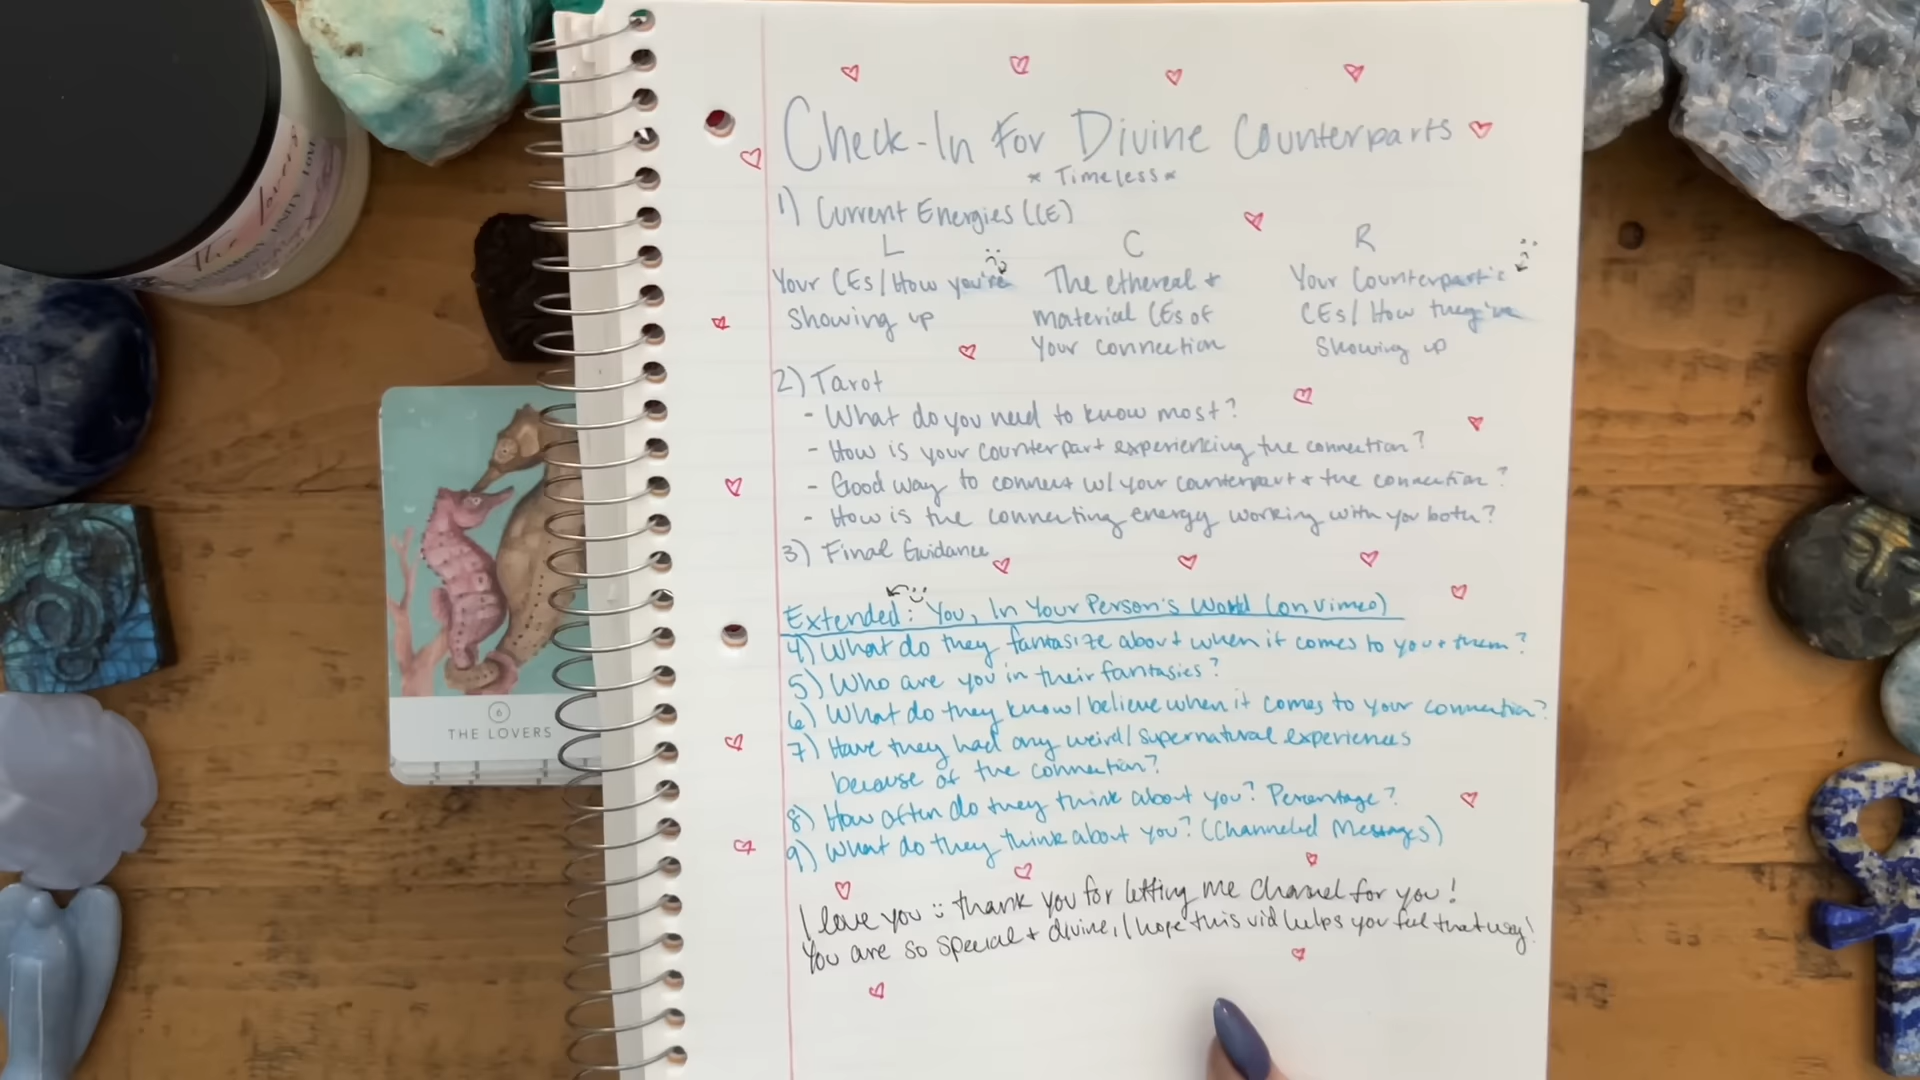 Check-In For Divine Counterparts
* Timeless *
1) Current Energies (CE)
L C R
Your CEs/How you're The ethereal + Your Counterpart's
Showing up material CEs of CEs/How they're
Your connection Showing up
2) Tarot
- What do you need to know most?
- How is your counterpart experiencing the connection?
- Good way to connect w/ your counterpart + the connection?
- How is the connecting energy working with you both?
3) Final Guidance
Extended: You, In Your Person's World (on vimeo)
4) What do they fantasize about when it comes to you + them?
5) Who are you in their fantasies?
6) What do they know/believe when it comes to your connection?
7) Have they had any weird/supernatural experiences
because of the connection?
8) How often do they think about you? Percentage?
9) What do they think about you? (Channeled Messages)
I love you :) thank you for letting me channel for you!
You are so special + divine, I hope this vid helps you feel that way!
6
THE LOVERS
The Lovers